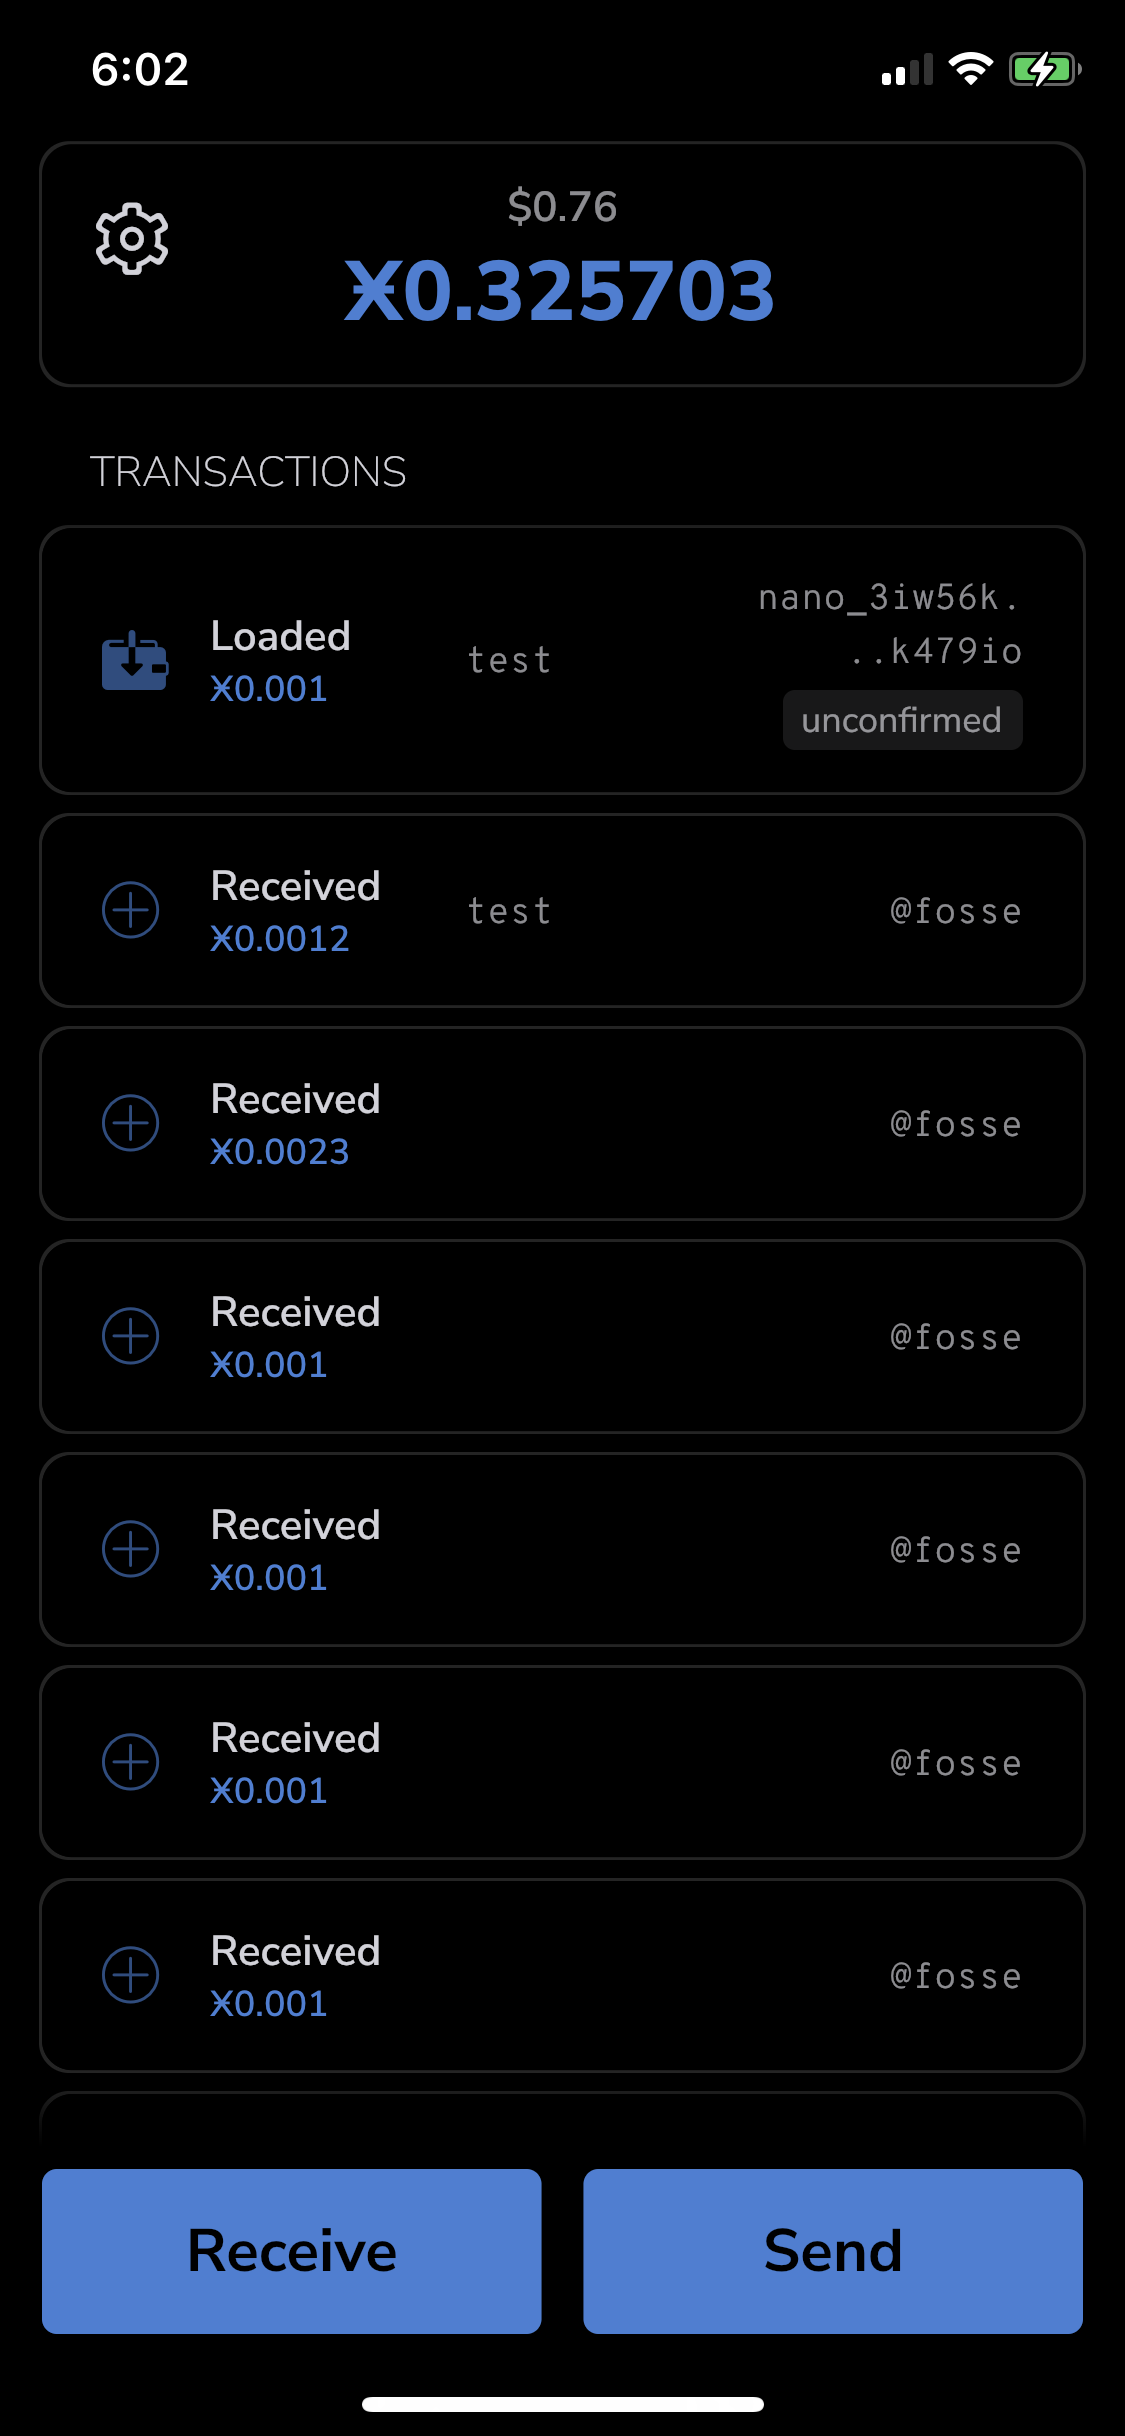 6:02
$0.76
Ӿ0.325703
TRANSACTIONS
Loaded
Ӿ0.001
test
nano_3iw56k.
..k479io
unconfirmed
Received
Ӿ0.0012
test
@fosse
Received
Ӿ0.0023
@fosse
Received
Ӿ0.001
@fosse
Received
Ӿ0.001
@fosse
Received
Ӿ0.001
@fosse
Received
Ӿ0.001
@fosse
Receive
Send